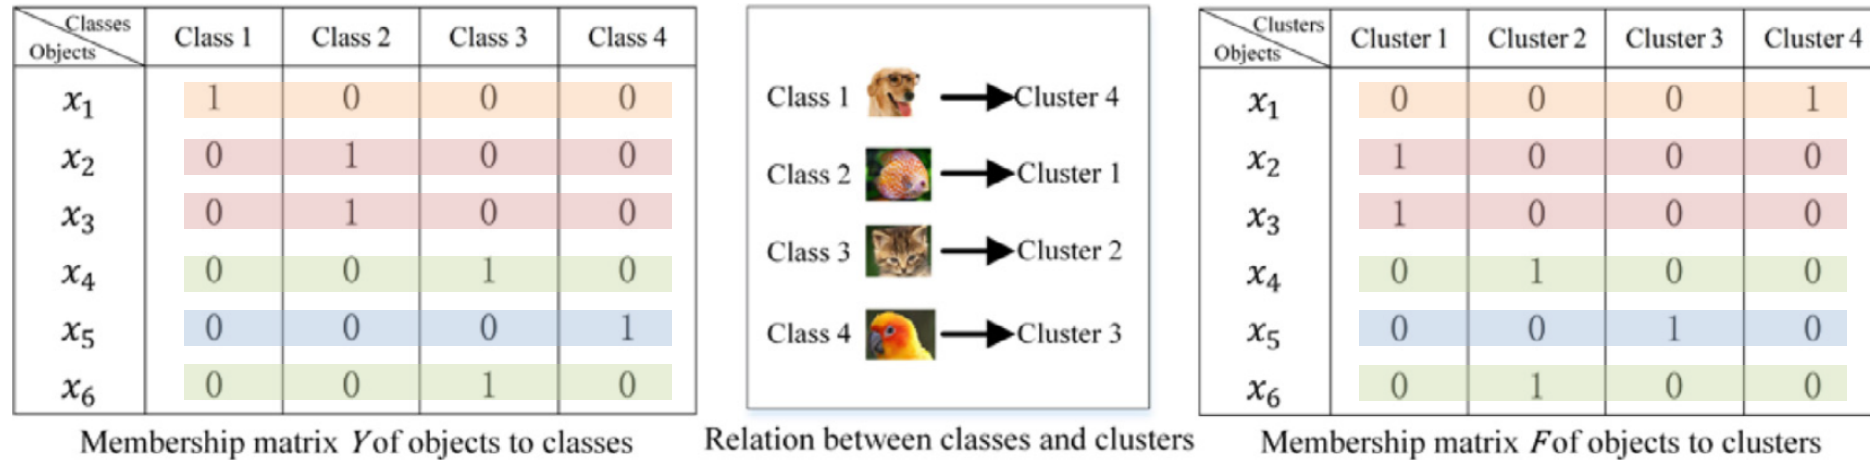 Classes
Objects
Class 1 Class 2 Class 3 Class 4
x₁ 1 0 0 0
x₂ 0 1 0 0
x₃ 0 1 0 0
x₄ 0 0 1 0
x₅ 0 0 0 1
x₆ 0 0 1 0
Membership matrix Y of objects to classes
Class 1 Cluster 4
Class 2 Cluster 1
Class 3 Cluster 2
Class 4 Cluster 3
Relation between classes and clusters
Clusters
Objects
Cluster 1 Cluster 2 Cluster 3 Cluster 4
x₁ 0 0 0 1
x₂ 1 0 0 0
x₃ 1 0 0 0
x₄ 0 1 0 0
x₅ 0 0 1 0
x₆ 0 1 0 0
Membership matrix F of objects to clusters